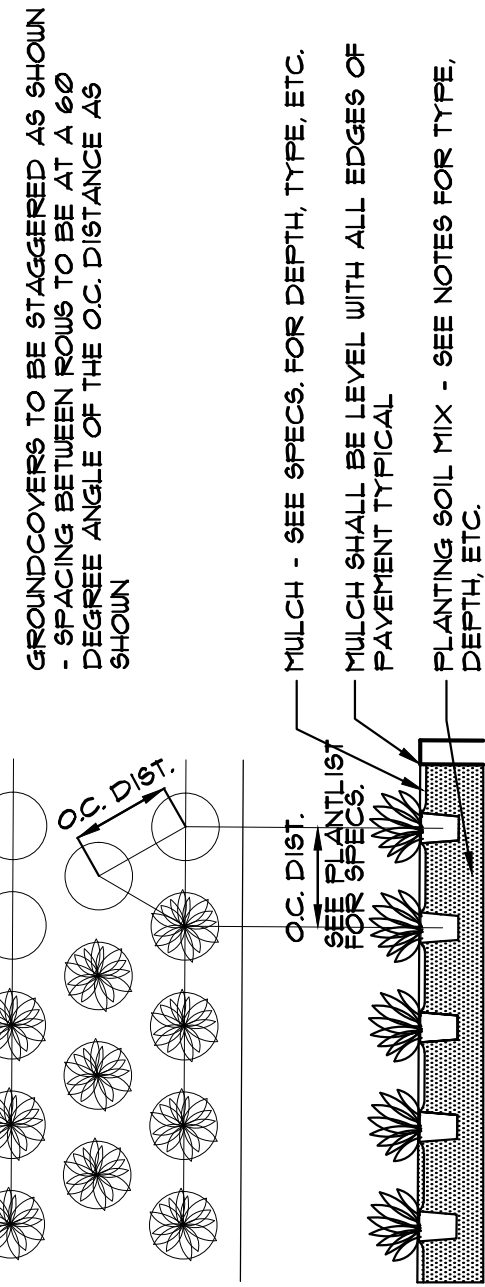 GROUNDCOVERS TO BE STAGGERED AS SHOWN
- SPACING BETWEEN ROWS TO BE AT A 60
DEGREE ANGLE OF THE O.C. DISTANCE AS
SHOWN
O.C. DIST.
MULCH - SEE SPECS. FOR DEPTH, TYPE, ETC.
MULCH SHALL BE LEVEL WITH ALL EDGES OF
PAVEMENT TYPICAL
PLANTING SOIL MIX - SEE NOTES FOR TYPE,
DEPTH, ETC.
O.C. DIST.
SEE PLANTLIST
FOR SPECS.